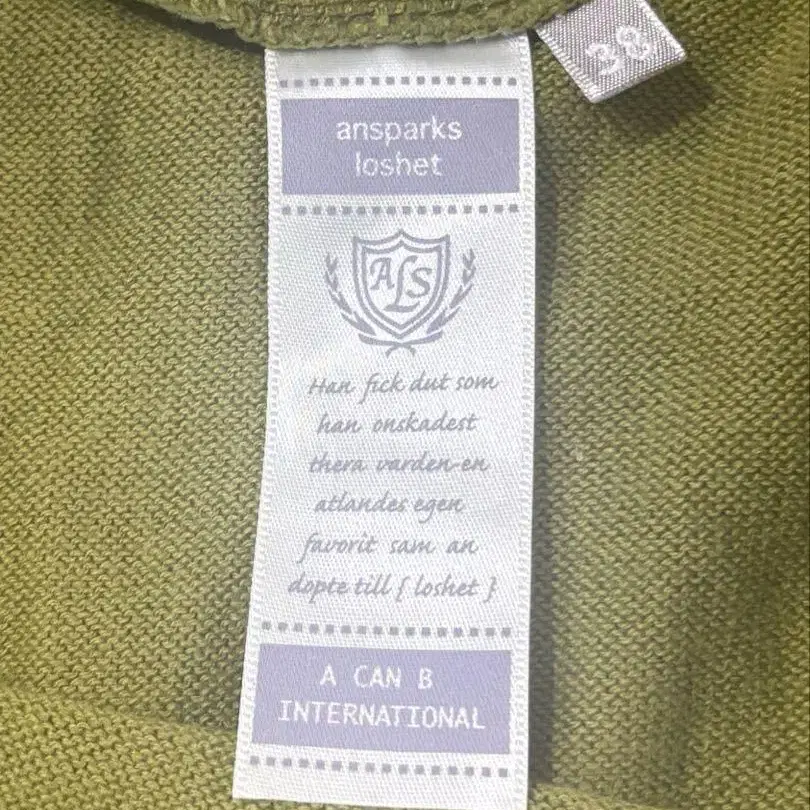 38
ansparks
loshet
ALS
Han fick dut som
han onskadest
thera varden en
atlandes egen
favorit sam an
dopte till { loshet }
A CAN B
INTERNATIONAL